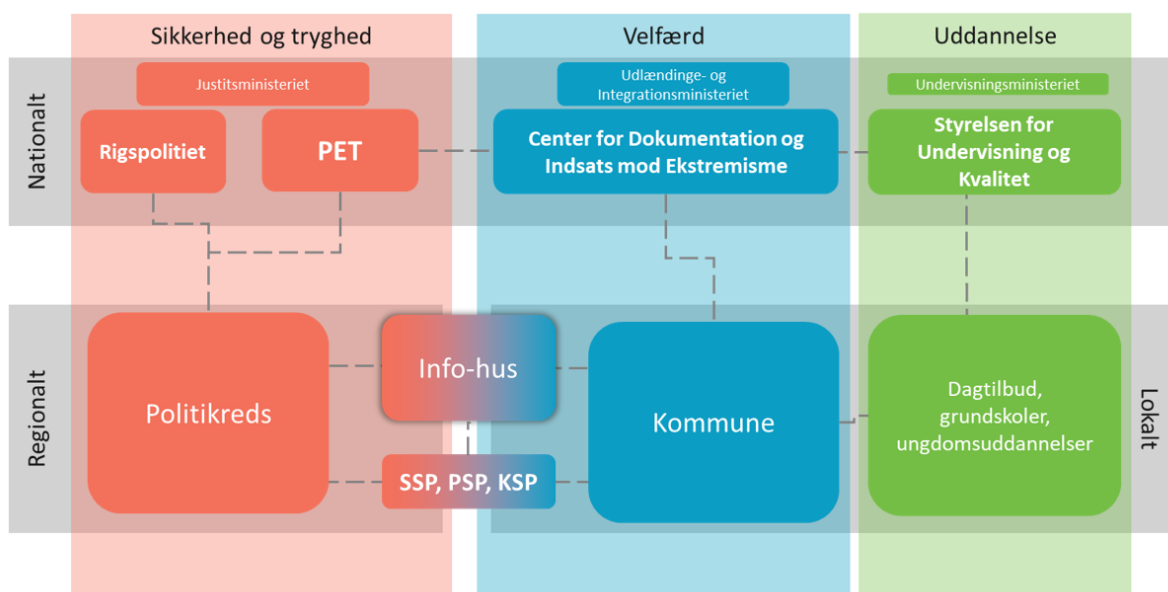 Sikkerhed og tryghed
Velfærd
Uddannelse
Nationalt
Justitsministeriet
Udlændinge- og
Integrationsministeriet
Undervisningsministeriet
Rigspolitiet
PET
Center for Dokumentation og
Indsats mod Ekstremisme
Styrelsen for
Undervisning og
Kvalitet
Regionalt
Politikreds
Info-hus
SSP, PSP, KSP
Kommune
Dagtilbud,
grundskoler,
ungdomsuddannelser
Lokalt